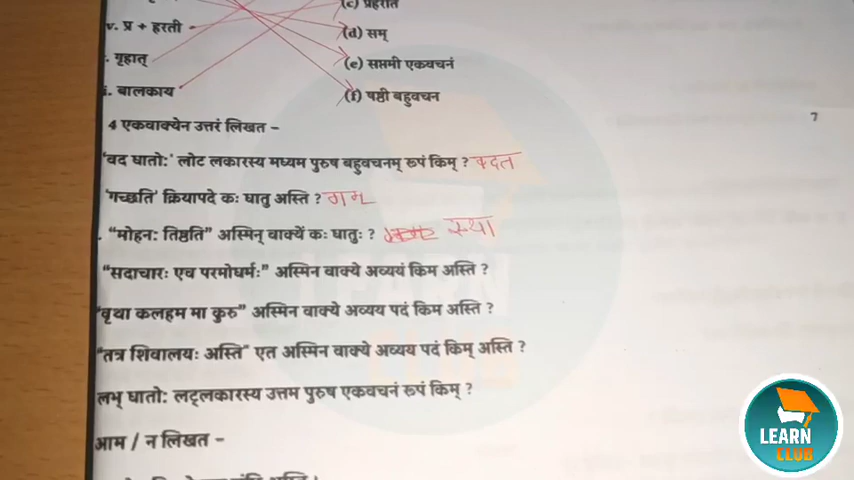 (c) प्रहरति
v. प्र + हरती
(d) सम्
. गृहात्
(e) सप्तमी एकवचनं
i. बालकाय
(f) षष्ठी बहुवचन
7
4 एकवाक्येन उत्तरं लिखत –
'वद धातोः' लोट लकारस्य मध्यम पुरुष बहुवचनम् रूपं किम् ? वदत
'गच्छति' क्रियापदे कः धातु अस्ति ? गम्
. "मोहनः तिष्ठति" अस्मिन् वाक्यें कः धातुः ? स्था
"सदाचारः एव परमोधर्मः" अस्मिन वाक्ये अव्ययं किम अस्ति ?
'वृथा कलहम मा कुरु" अस्मिन वाक्ये अव्यय पदं किम अस्ति ?
"तत्र शिवालयः अस्ति" एत अस्मिन वाक्ये अव्यय पदं किम् अस्ति ?
लभ् धातोः लट्लकारस्य उत्तम पुरुष एकवचनं रूपं किम् ?
आम / न लिखत –
LEARN
CLUB
LEARN
CLUB